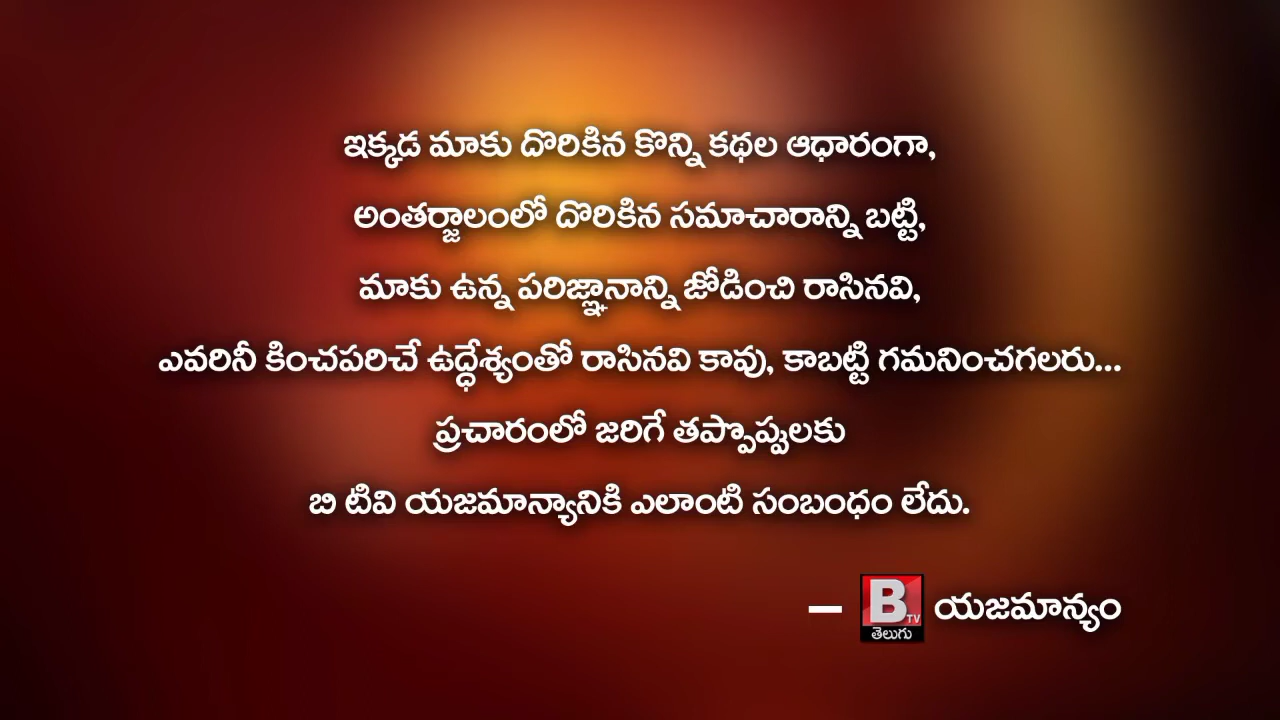 ఇక్కడ మాకు దొరికిన కొన్ని కథల ఆధారంగా,
అంతర్జాలంలో దొరికిన సమాచారాన్ని బట్టి,
మాకు ఉన్న పరిజ్ఞానాన్ని జోడించి రాసినవి,
ఎవరినీ కించపరిచే ఉద్ధేశ్యంతో రాసినవి కావు, కాబట్టి గమనించగలరు...
ప్రచారంలో జరిగే తప్పొప్పులకు
బి టివి యజమాన్యానికి ఎలాంటి సంబంధం లేదు.
– B TV తెలుగు యజమాన్యం